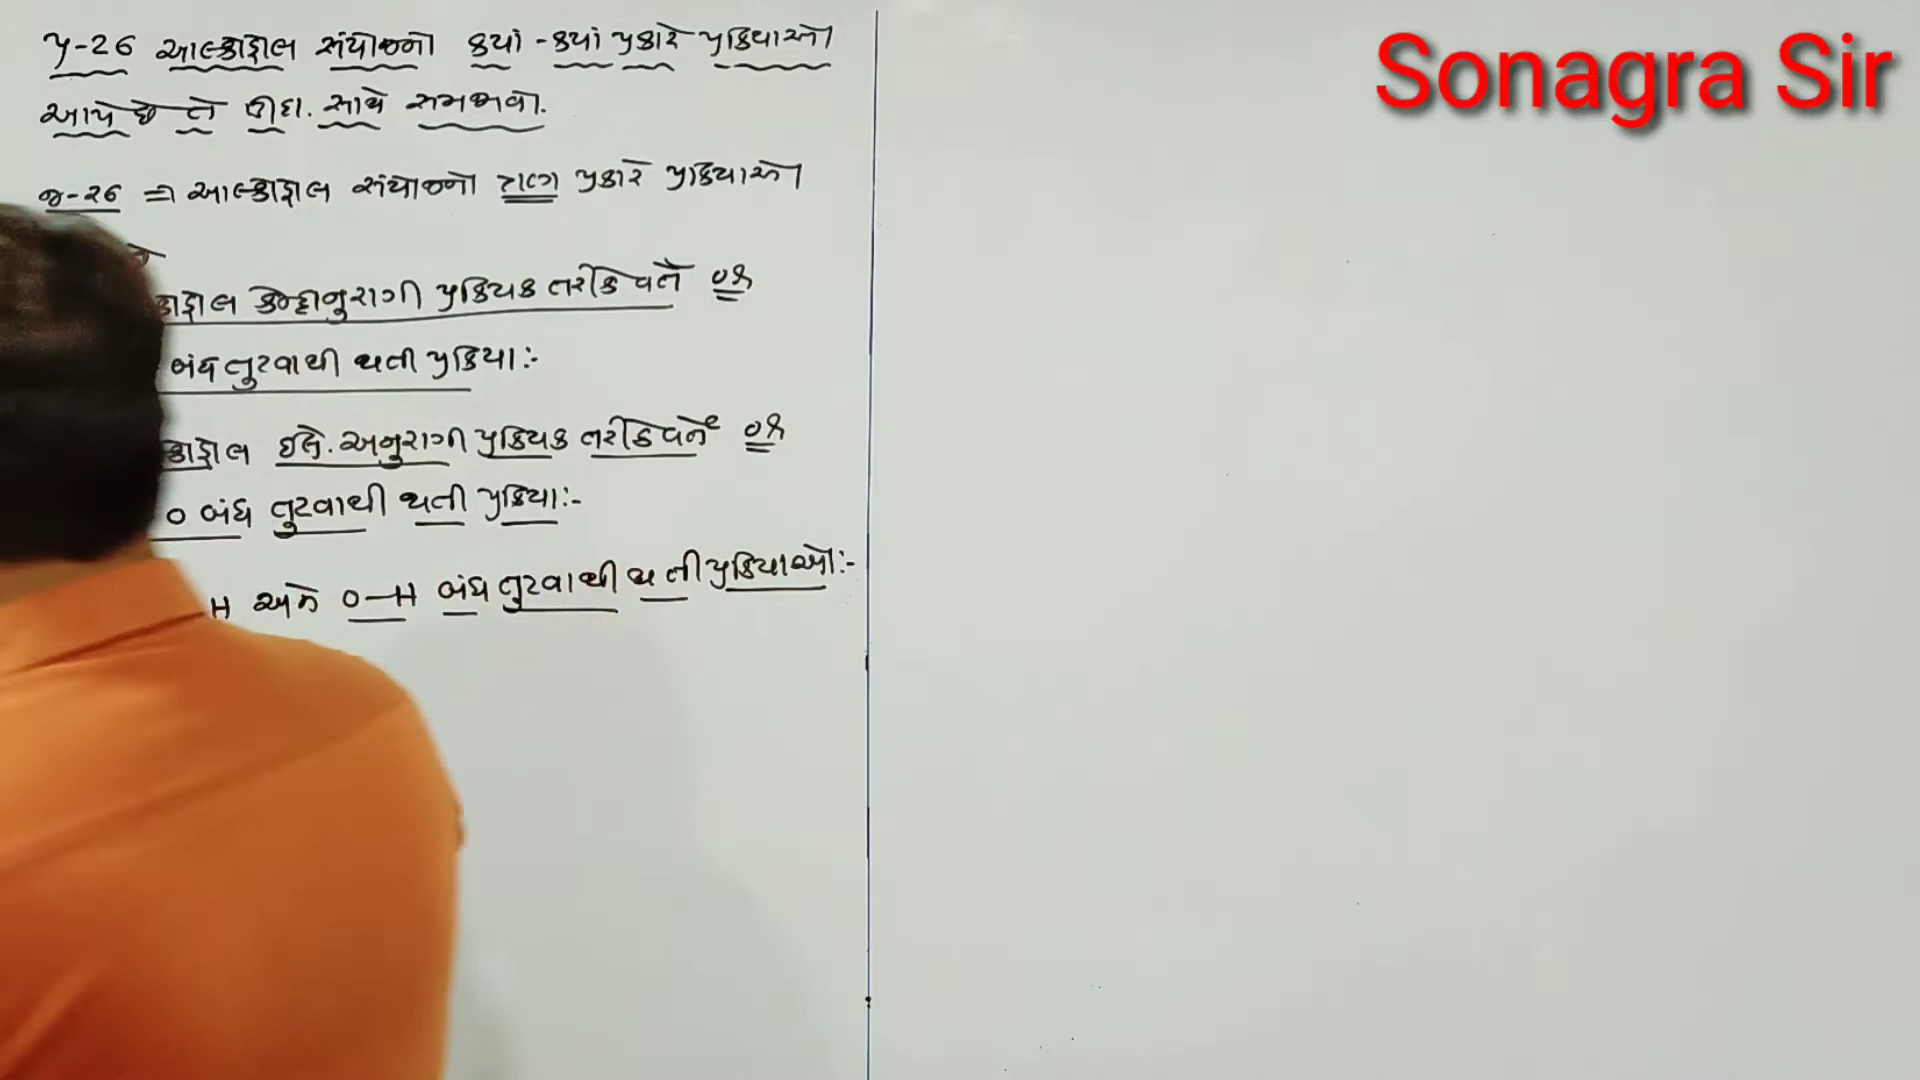 પ્ર-26 આલ્કોહોલ સંયોજનો કયાં-કયાં પ્રકારે પ્રક્રિયાઓ
આપે છે તે ઉદા. સાથે સમજાવો.
જ-26 ⇒ આલ્કોહોલ સંયોજનો ત્રણ પ્રકારે પ્રક્રિયાઓ
કોહોલ કેન્દ્રાનુરાગી પ્રક્રિયક તરીકે વર્તે
બંધ તુટવાથી થતી પ્રક્રિયા:-
કોહોલ ઈલે. અનુરાગી પ્રક્રિયક તરીકે વર્તે
O બંધ તુટવાથી થતી પ્રક્રિયા:-
H અને O-H બંધ તુટવાથી થતી પ્રક્રિયાઓ:-
Sonagra Sir